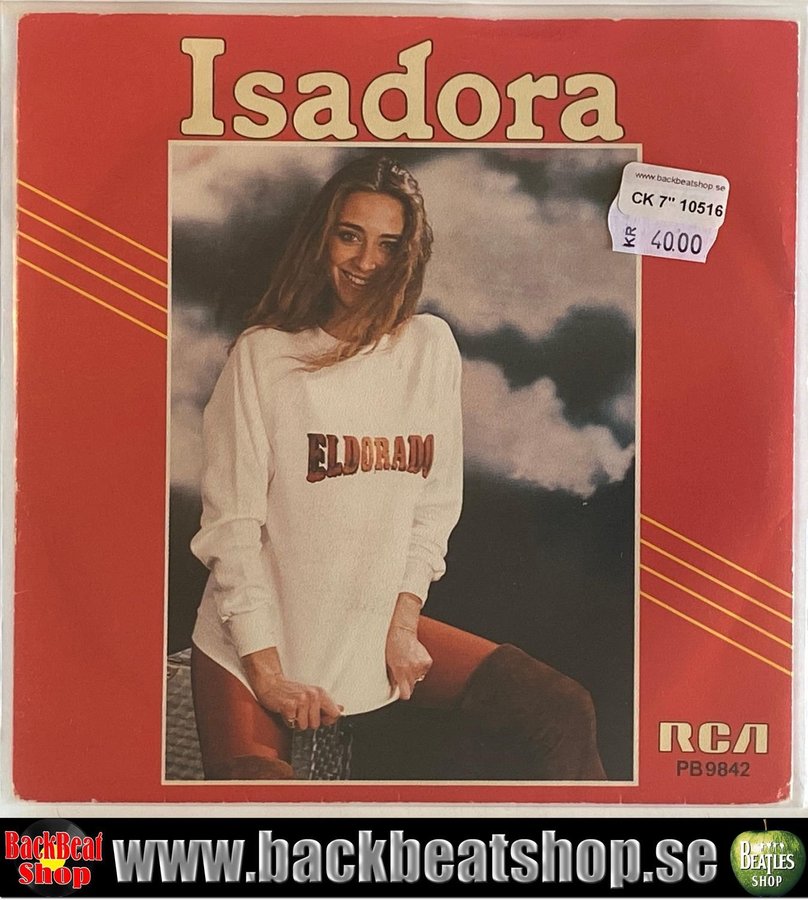 Isadora
www.backbeatshop.se
CK 7" 10516
KR 40.00
ELDORADO
RCA
PB9842
BackBeat
Shop
www.backbeatshop.se
BEATLES
SHOP